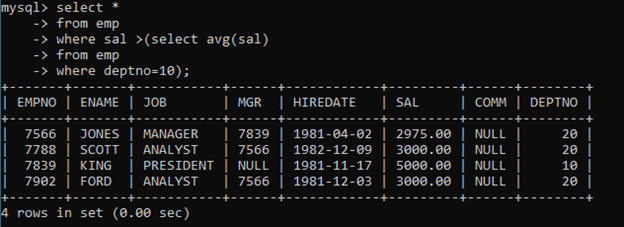 mysql> select *
    -> from emp
    -> where sal >(select avg(sal)
    -> from emp
    -> where deptno=10);
+-------+-------+-----------+------+------------+---------+------+--------+
| EMPNO | ENAME | JOB       | MGR  | HIREDATE   | SAL     | COMM | DEPTNO |
+-------+-------+-----------+------+------------+---------+------+--------+
|  7566 | JONES | MANAGER   | 7839 | 1981-04-02 | 2975.00 | NULL |     20 |
|  7788 | SCOTT | ANALYST   | 7566 | 1982-12-09 | 3000.00 | NULL |     20 |
|  7839 | KING  | PRESIDENT | NULL | 1981-11-17 | 5000.00 | NULL |     10 |
|  7902 | FORD  | ANALYST   | 7566 | 1981-12-03 | 3000.00 | NULL |     20 |
+-------+-------+-----------+------+------------+---------+------+--------+
4 rows in set (0.00 sec)